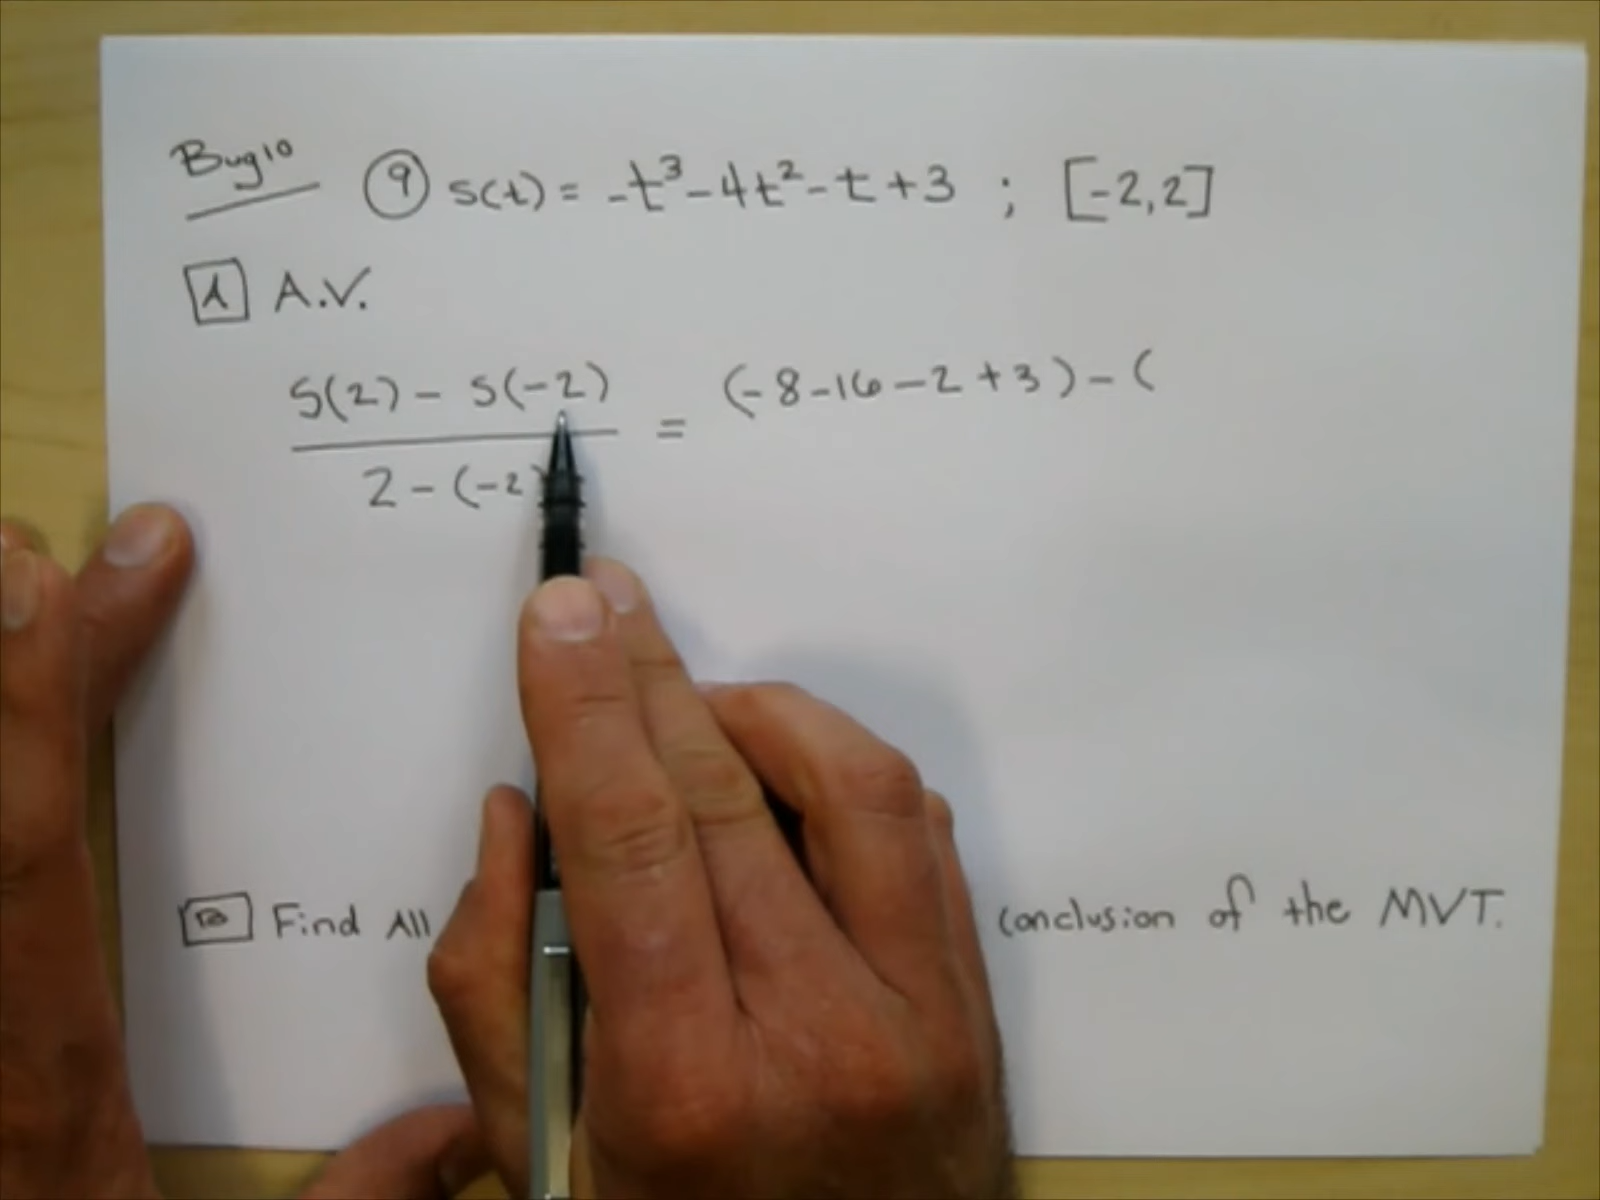 Bug10 ⑨ s(t) = -t³-4t²-t+3 ; [-2,2]
A A.V.
S(2) - S(-2) = (-8-16-2+3)-(
2-(-2
B Find All conclusion of the MVT.